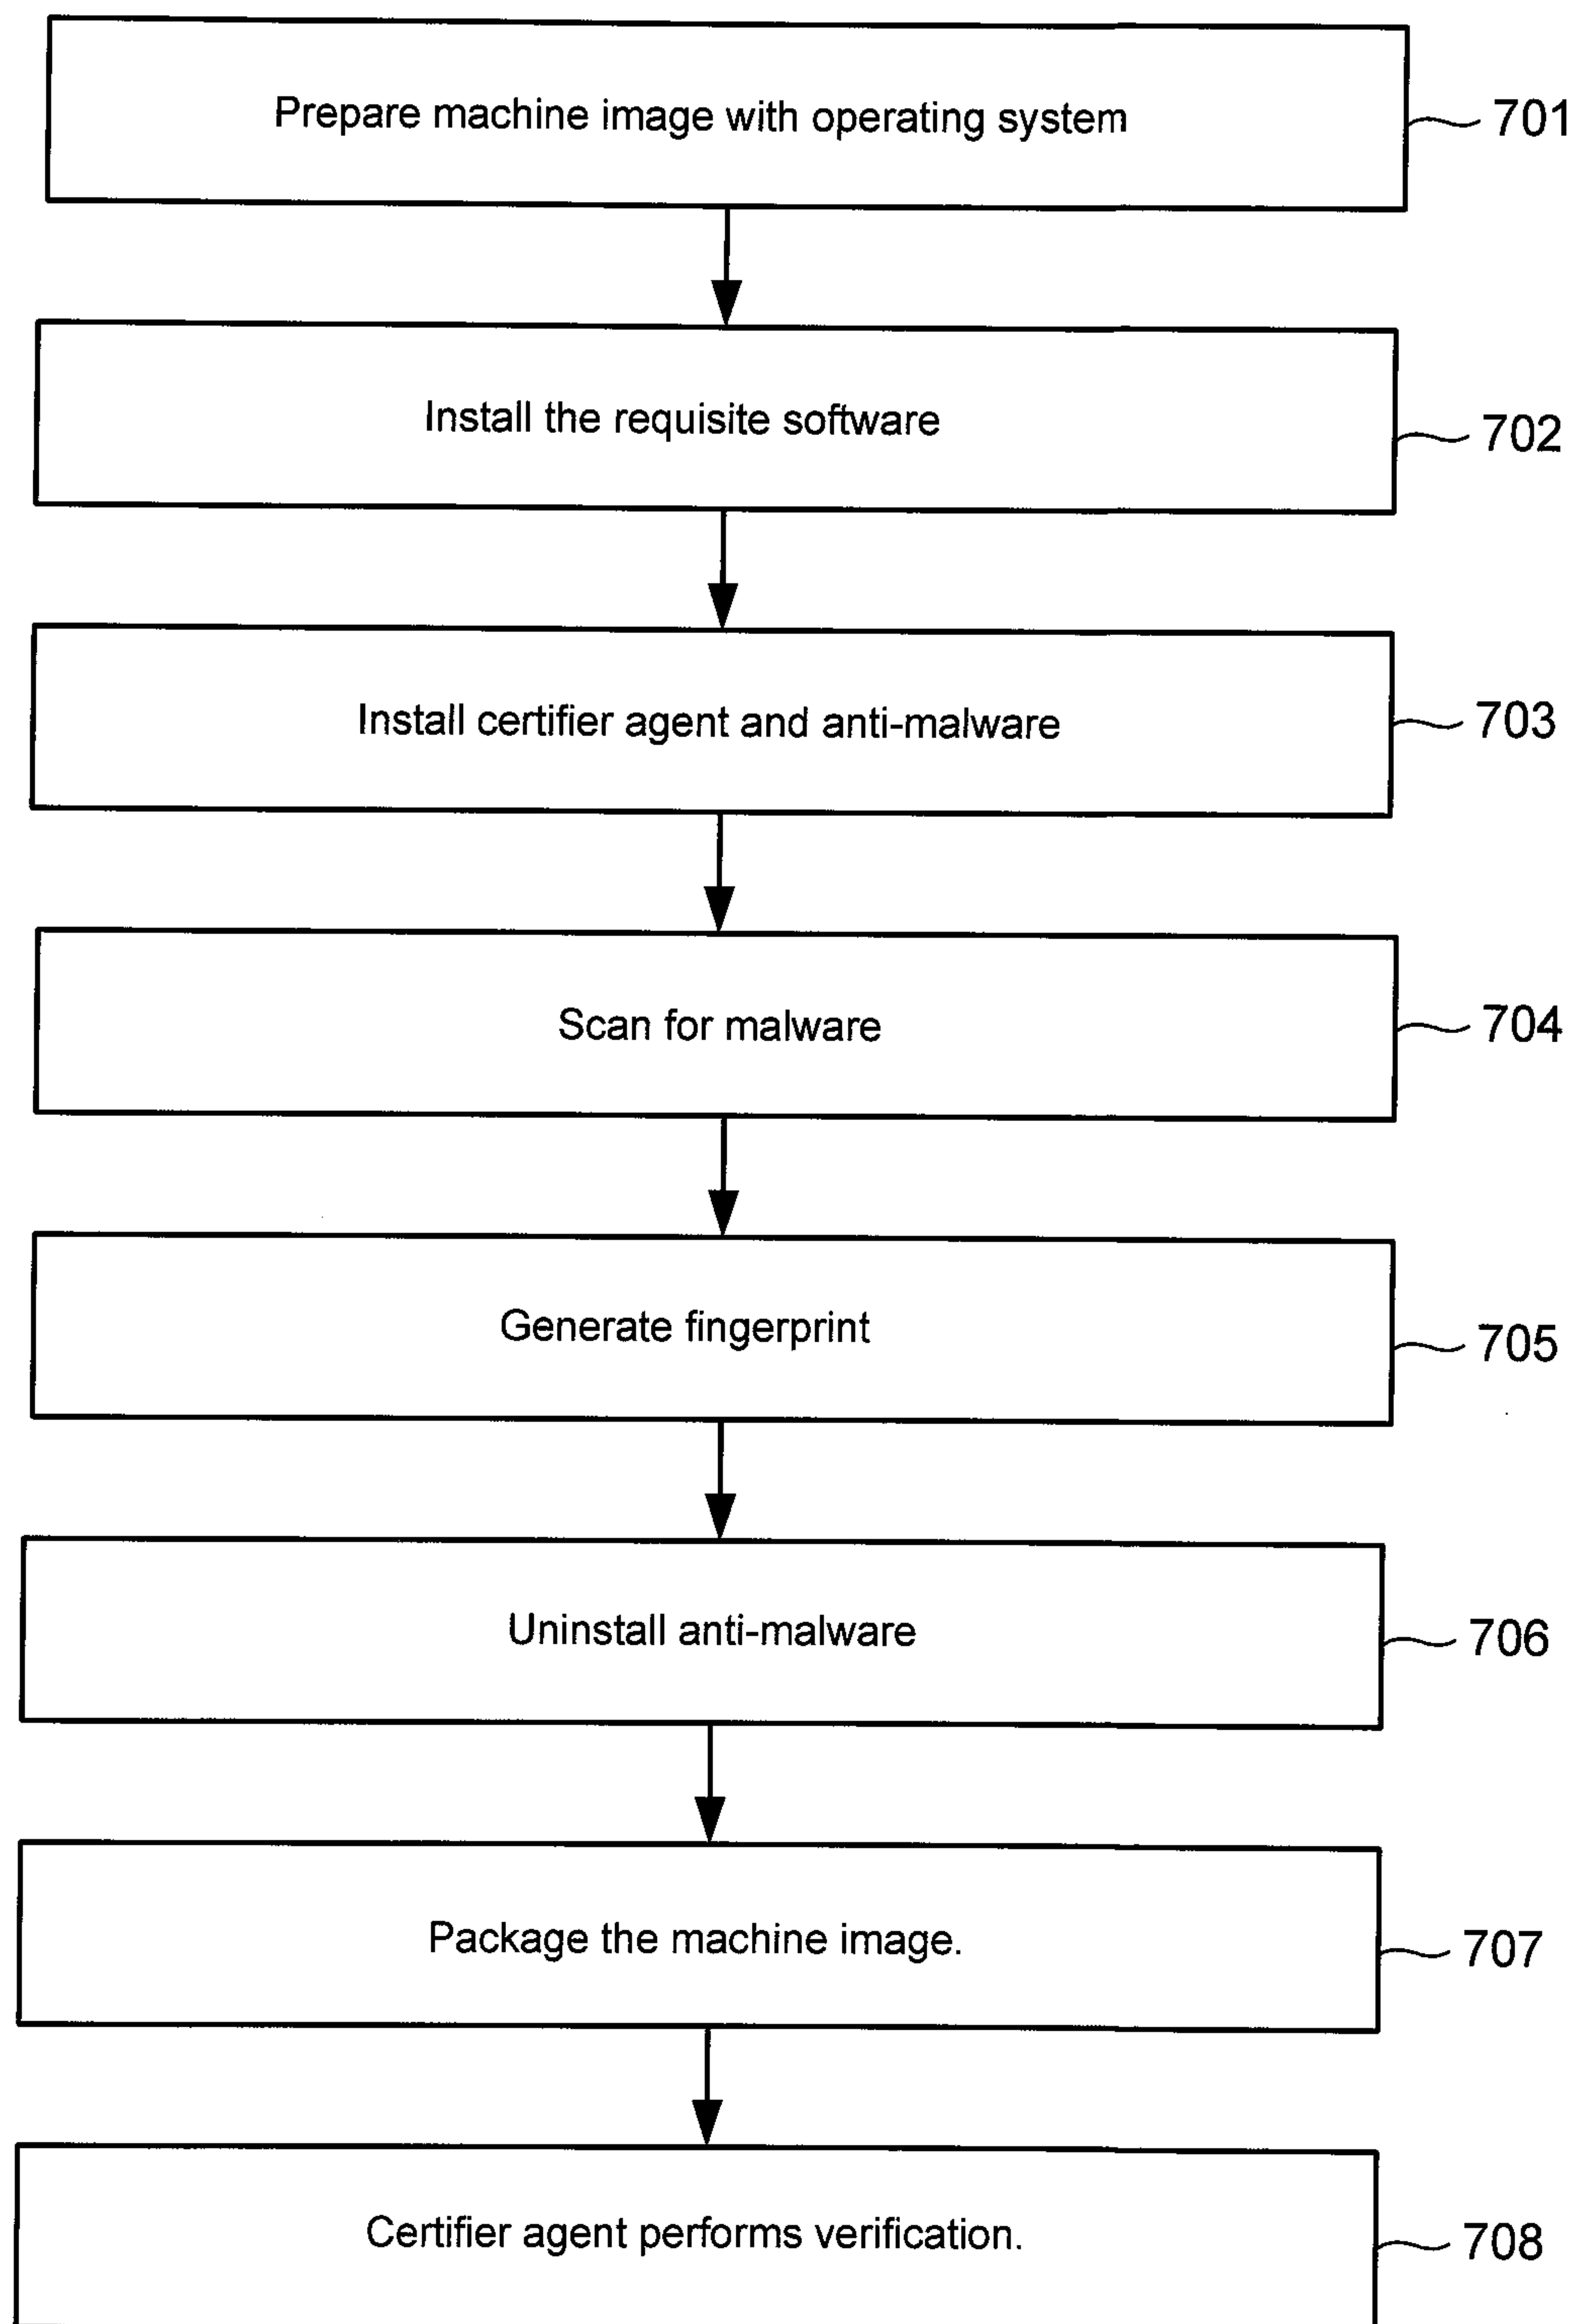 Prepare machine image with operating system
701
Install the requisite software
702
Install certifier agent and anti-malware
703
Scan for malware
704
Generate fingerprint
705
Uninstall anti-malware
706
Package the machine image.
707
Certifier agent performs verification.
708